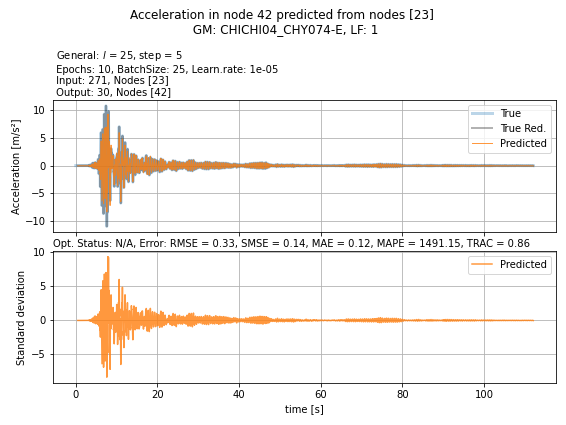 Acceleration in node 42 predicted from nodes [23]
GM: CHICHI04_CHY074-E, LF: 1
General: l = 25, step = 5
Epochs: 10, BatchSize: 25, Learn.rate: 1e-05
Input: 271, Nodes [23]
Output: 30, Nodes [42]
Acceleration [m/s²]
10
5
0
−5
−10
True
True Red.
Predicted
Opt. Status: N/A, Error: RMSE = 0.33, SMSE = 0.14, MAE = 0.12, MAPE = 1491.15, TRAC = 0.86
Standard deviation
10
5
0
−5
Predicted
0 20 40 60 80 100
time [s]